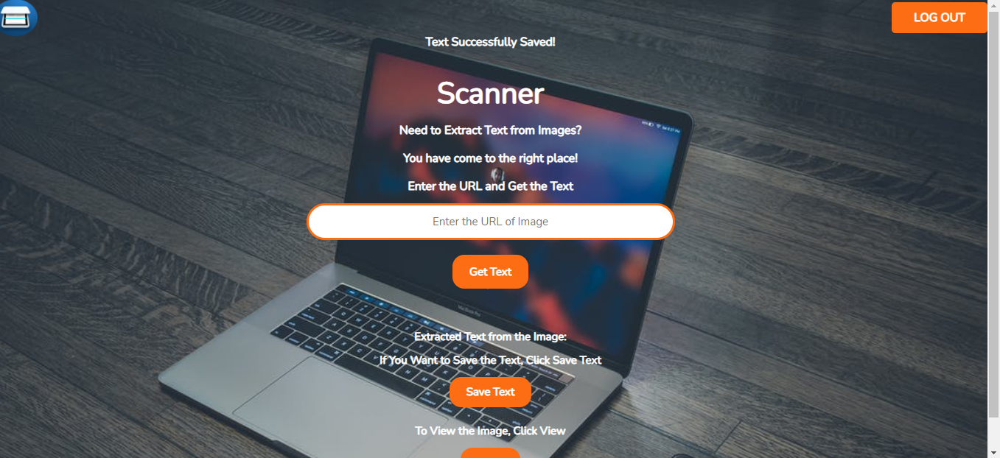 LOG OUT
Text Successfully Saved!
Scanner
Need to Extract Text from Images?
You have come to the right place!
Enter the URL and Get the Text
Enter the URL of Image
Get Text
MacBook Pro
Extracted Text from the Image:
If You Want to Save the Text, Click Save Text
Save Text
To View the Image, Click View